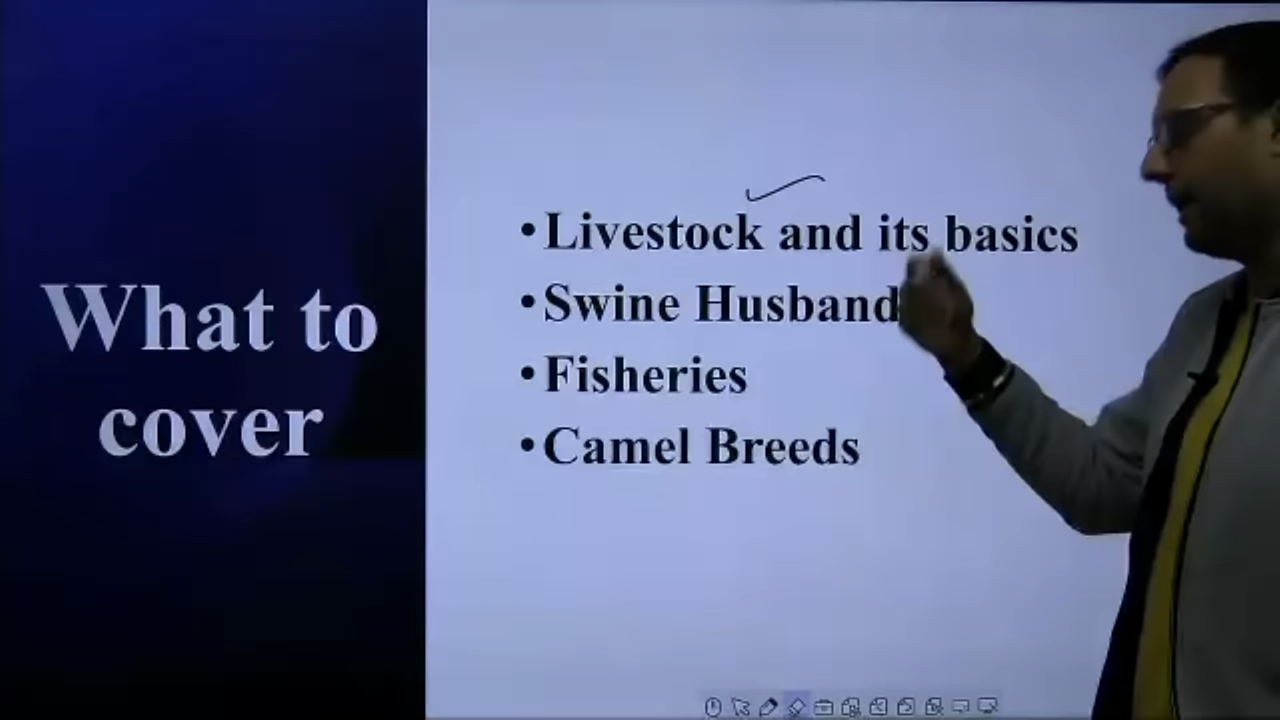 What to
cover
• Livestock and its basics
• Swine Husband
• Fisheries
• Camel Breeds